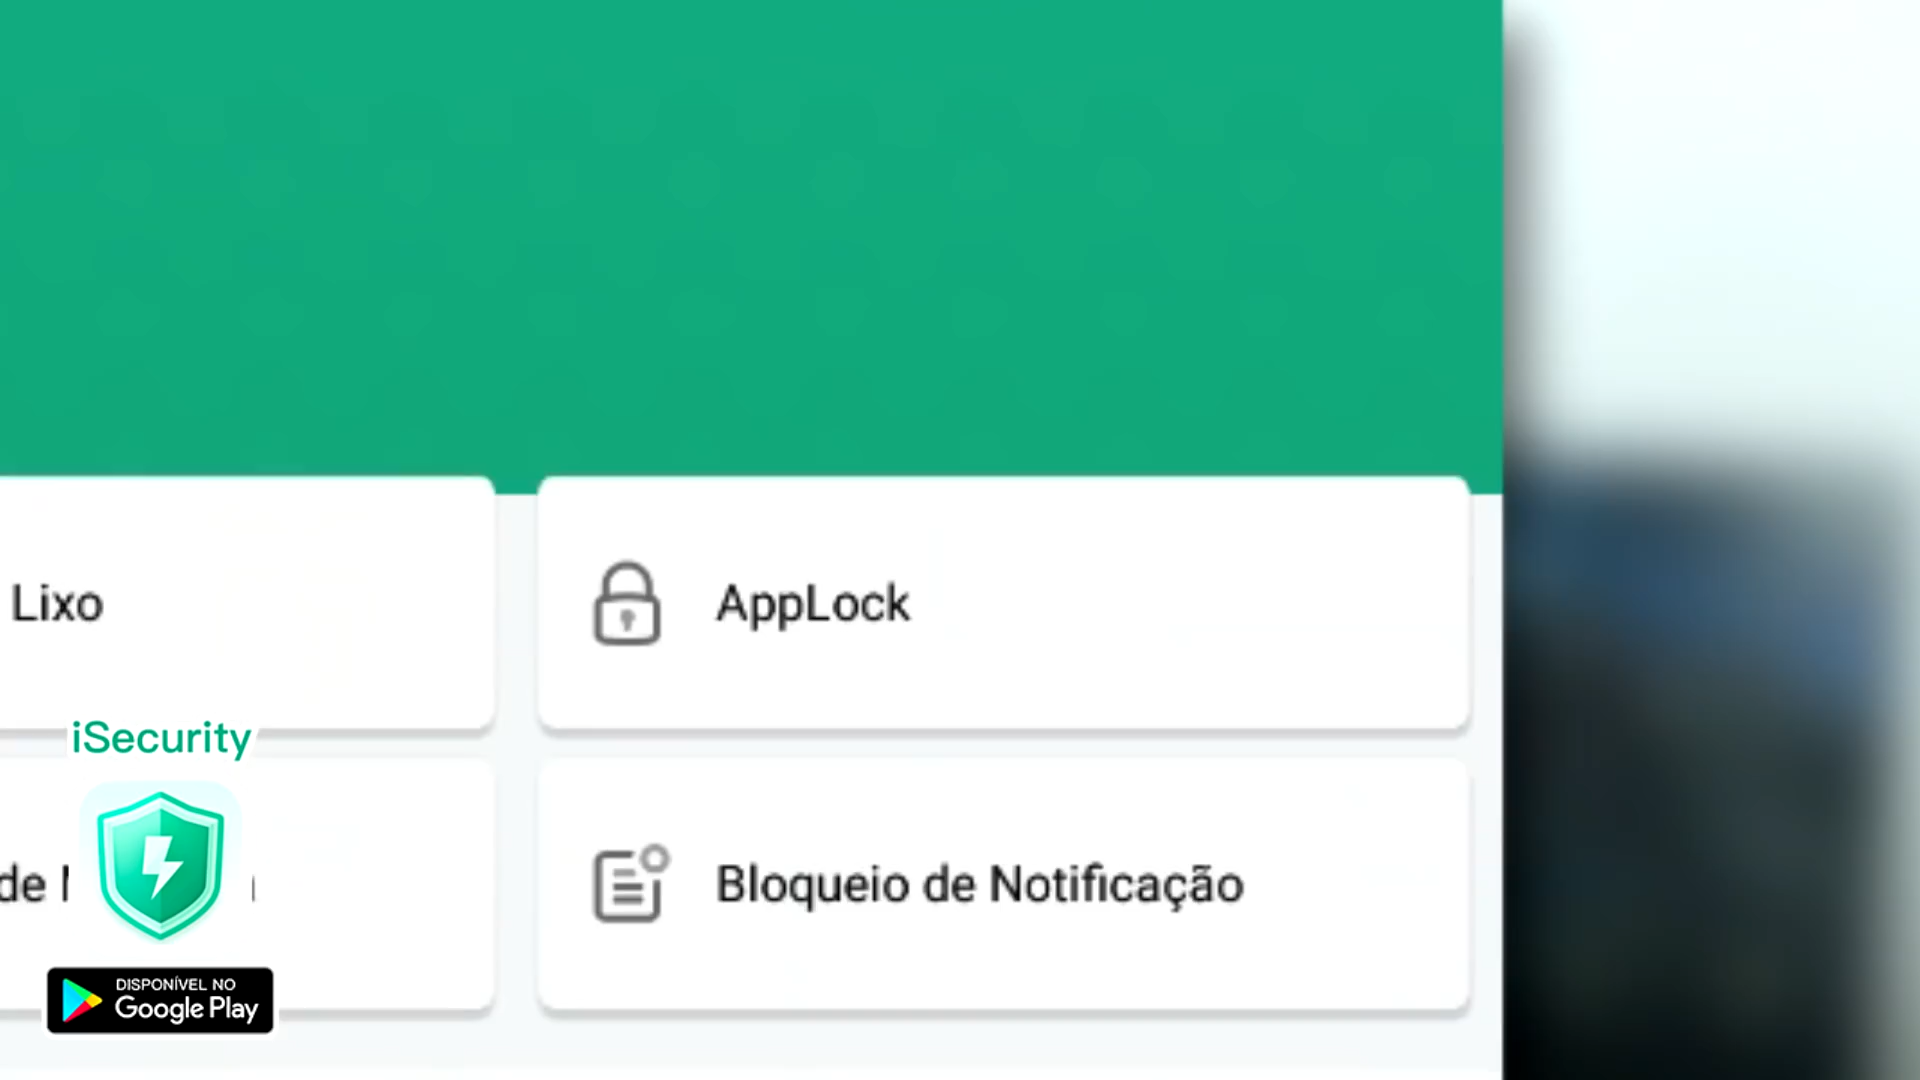 Lixo
AppLock
iSecurity
de
Bloqueio de Notificação
DISPONÍVEL NO
Google Play